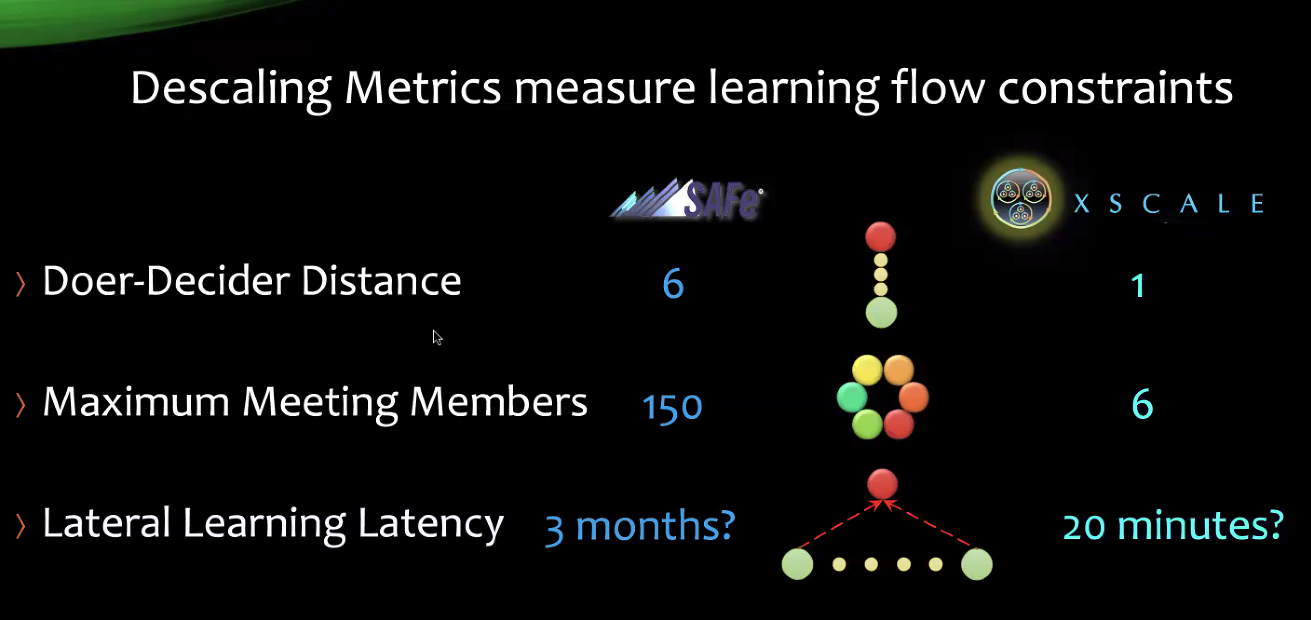 Descaling Metrics measure learning flow constraints
SAFe®
XSCALE
Doer-Decider Distance 6 1
Maximum Meeting Members 150 6
Lateral Learning Latency 3 months? 20 minutes?